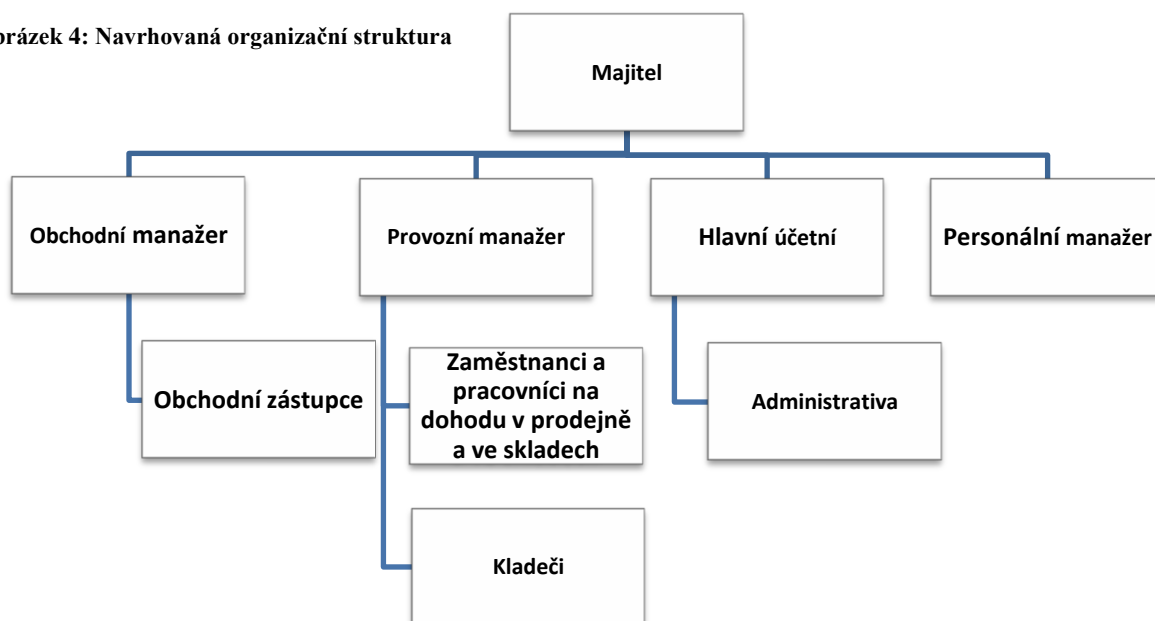 brázek 4: Navrhovaná organizační struktura
Majitel
Obchodní manažer
Provozní manažer
Hlavní účetní
Personální manažer
Obchodní zástupce
Zaměstnanci a
pracovníci na
dohodu v prodejně
a ve skladech
Administrativa
Kladeči